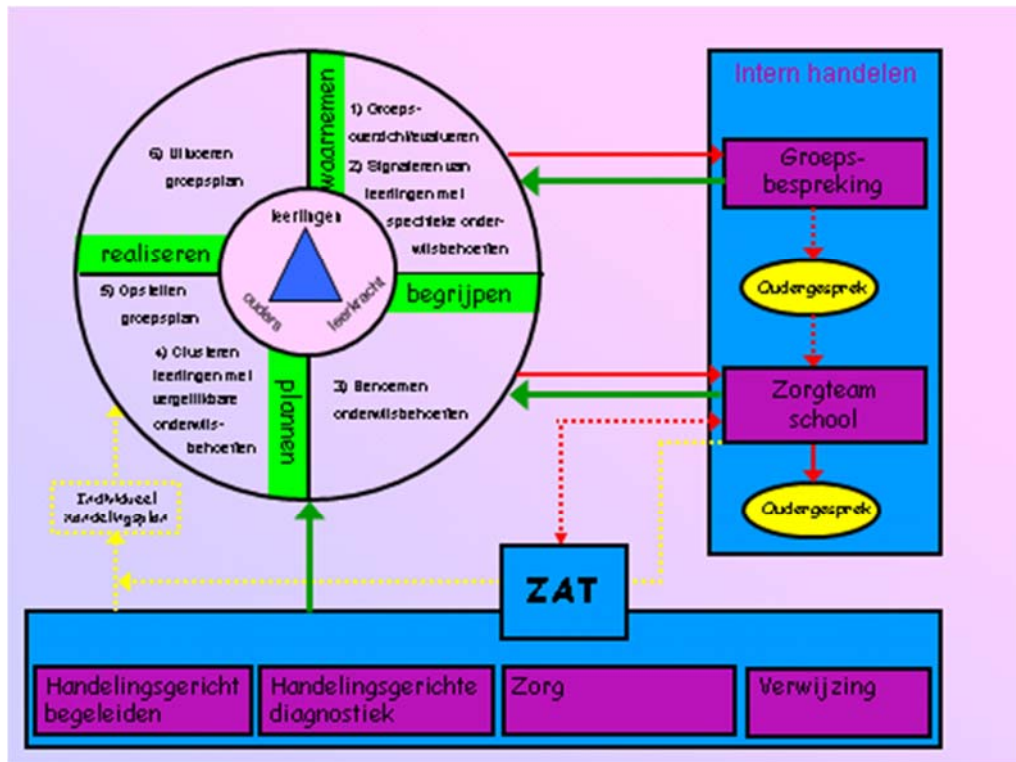 waarnemen
1) Groeps-
overzicht/evalueren
2) Signaleren van
leerlingen met
specifieke onder-
wijsbehoeften
begrijpen
3) Benoemen
onderwijsbehoeften
plannen
4) Clusteren
leerlingen met
vergelijkbare
onderwijs-
behoeften
5) Opstellen
groepsplan
realiseren
6) Uitvoeren
groepsplan
leerlingen
ouders
leerkracht
Intern handelen
Groeps-
bespreking
Oudergesprek
Zorgteam
school
Oudergesprek
Individueel
handelingsplan
ZAT
Handelingsgericht
begeleiden
Handelingsgerichte
diagnostiek
Zorg
Verwijzing